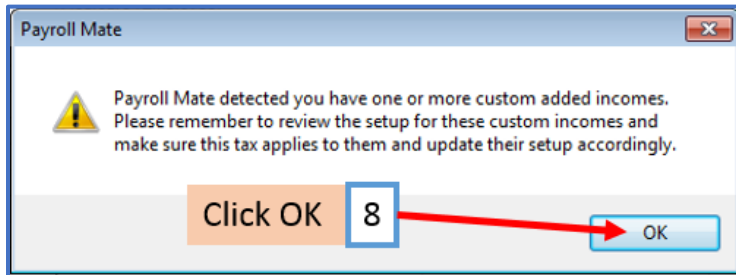 Payroll Mate
Payroll Mate detected you have one or more custom added incomes.
Please remember to review the setup for these custom incomes and
make sure this tax applies to them and update their setup accordingly.
Click OK 8
OK